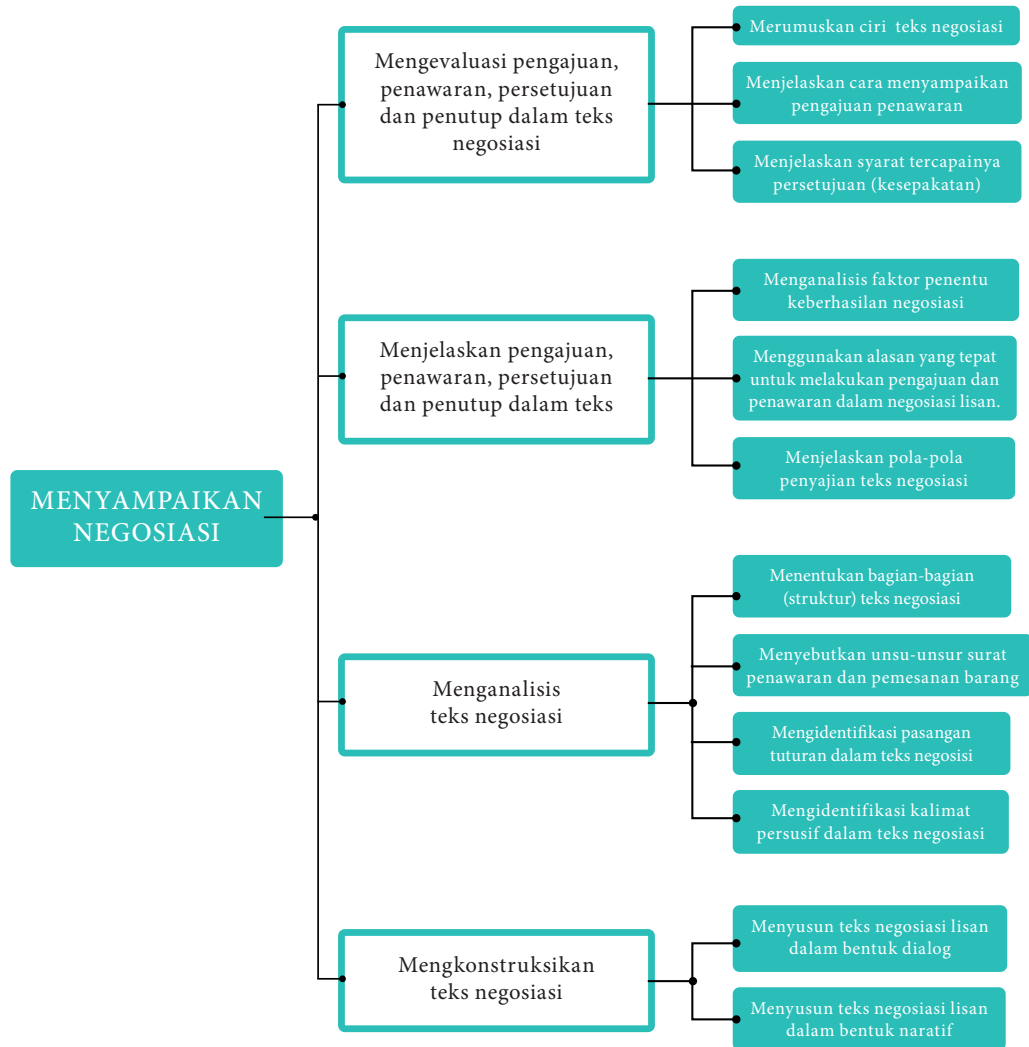 MENYAMPAIKAN
NEGOSIASI
Mengevaluasi pengajuan,
penawaran, persetujuan
dan penutup dalam teks
negosiasi
Merumuskan ciri teks negosiasi
Menjelaskan cara menyampaikan
pengajuan penawaran
Menjelaskan syarat tercapainya
persetujuan (kesepakatan)
Menjelaskan pengajuan,
penawaran, persetujuan
dan penutup dalam teks
Menganalisis faktor penentu
keberhasilan negosiasi
Menggunakan alasan yang tepat
untuk melakukan pengajuan dan
penawaran dalam negosiasi lisan.
Menjelaskan pola-pola
penyajian teks negosiasi
Menganalisis
teks negosiasi
Menentukan bagian-bagian
(struktur) teks negosiasi
Menyebutkan unsu-unsur surat
penawaran dan pemesanan barang
Mengidentifikasi pasangan
tuturan dalam teks negosisi
Mengidentifikasi kalimat
persusif dalam teks negosiasi
Mengkonstruksikan
teks negosiasi
Menyusun teks negosiasi lisan
dalam bentuk dialog
Menyusun teks negosiasi lisan
dalam bentuk naratif